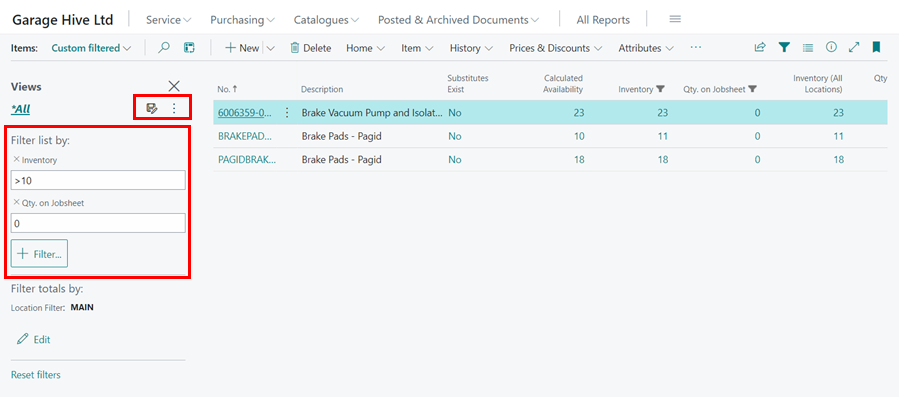 Garage Hive Ltd Service Purchasing Catalogues Posted & Archived Documents All Reports
Items: Custom filtered New Delete Home Item History Prices & Discounts Attributes ...
Views
*All
Filter list by:
× Inventory
>10
× Qty. on Jobsheet
0
+ Filter...
Filter totals by:
Location Filter: MAIN
Edit
Reset filters
No. ↑ Description Substitutes Exist Calculated Availability Inventory Qty. on Jobsheet Inventory (All Locations) Qty
6006359-0... Brake Vacuum Pump and Isolat... No 23 23 0 23
BRAKEPAD... Brake Pads - Pagid No 10 11 0 11
PAGIDBRAK... Brake Pads - Pagid No 18 18 0 18